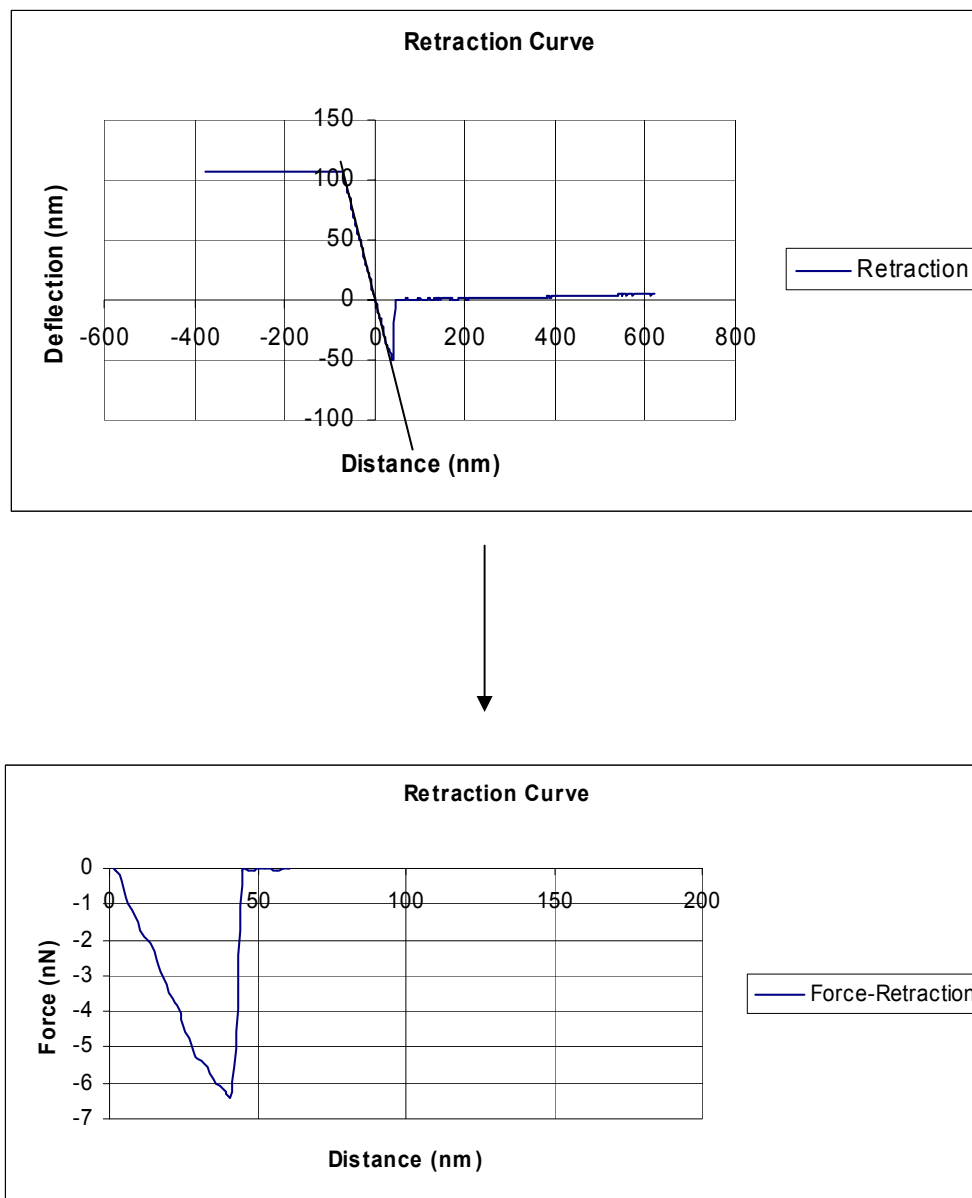 Retraction Curve
150
100
50
0
-50
-100
-600 -400 -200 0 200 400 600 800
Deflection (nm)
Distance (nm)
Retraction
Retraction Curve
0
-1
-2
-3
-4
-5
-6
-7
0 50 100 150 200
Force (nN)
Distance (nm)
Force-Retraction